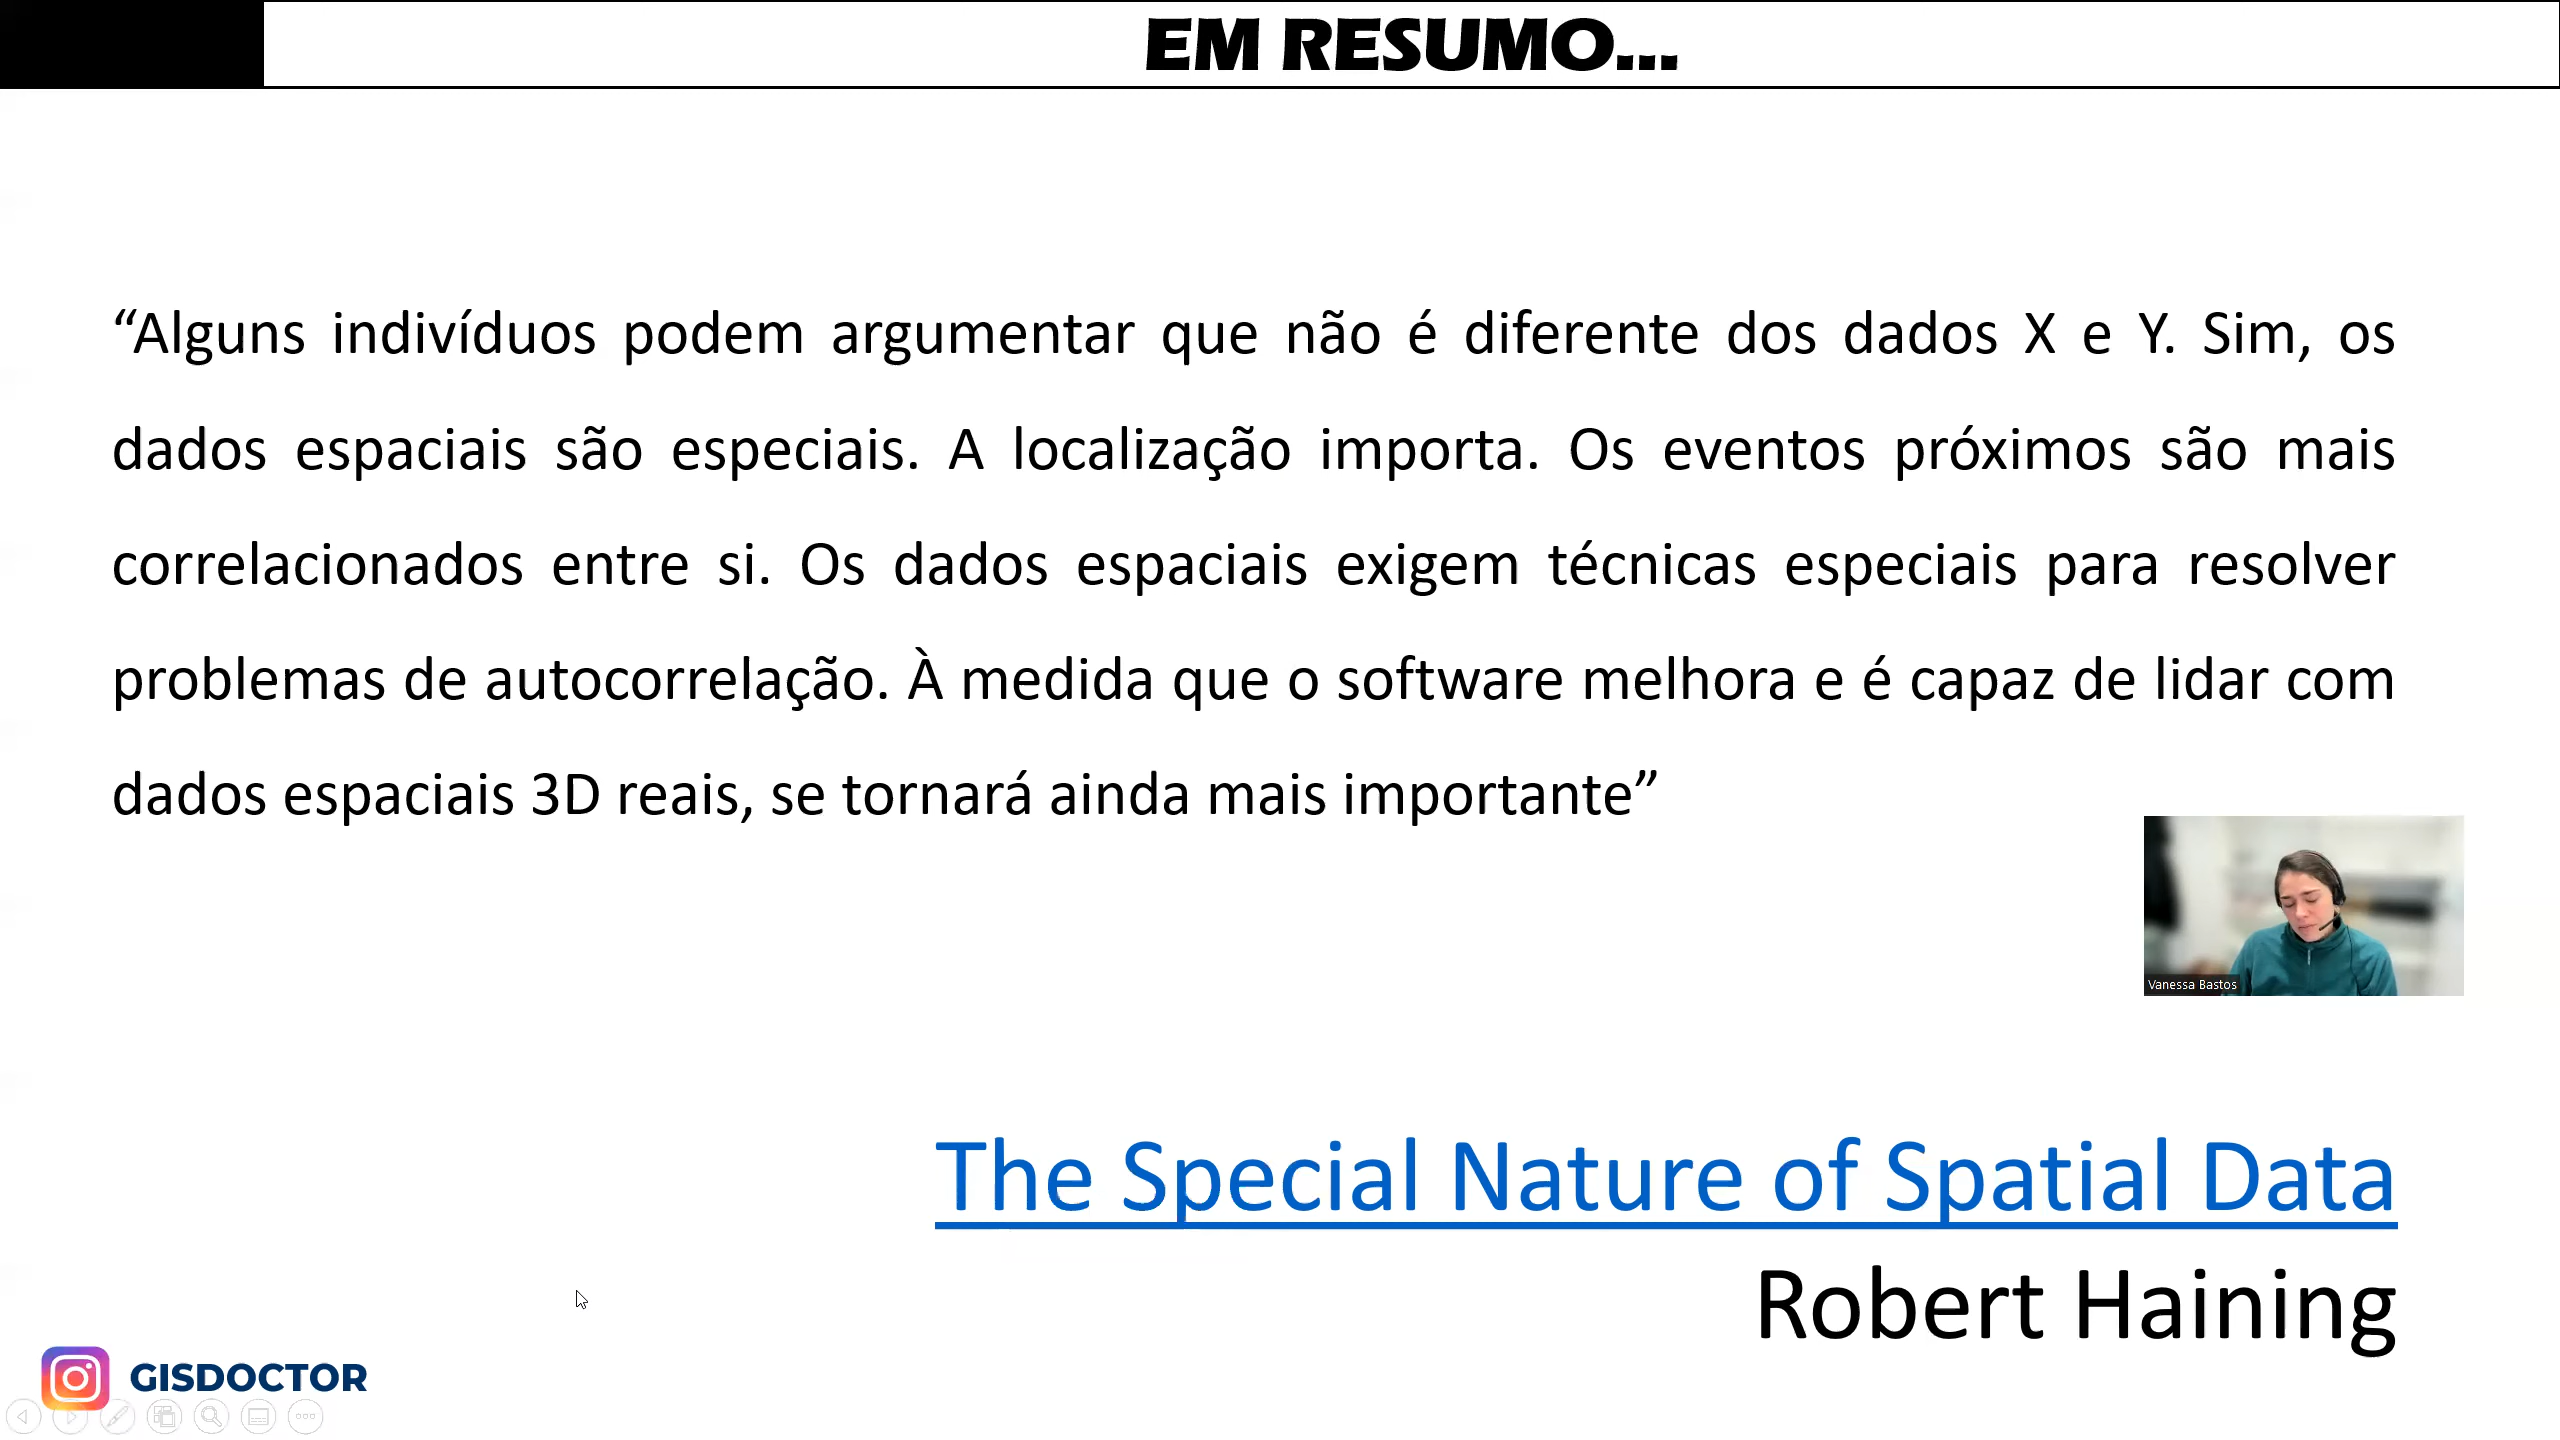 EM RESUMO...
“Alguns indivíduos podem argumentar que não é diferente dos dados X e Y. Sim, os
dados espaciais são especiais. A localização importa. Os eventos próximos são mais
correlacionados entre si. Os dados espaciais exigem técnicas especiais para resolver
problemas de autocorrelação. À medida que o software melhora e é capaz de lidar com
dados espaciais 3D reais, se tornará ainda mais importante”
Vanessa Bastos
The Special Nature of Spatial Data
Robert Haining
GISDOCTOR